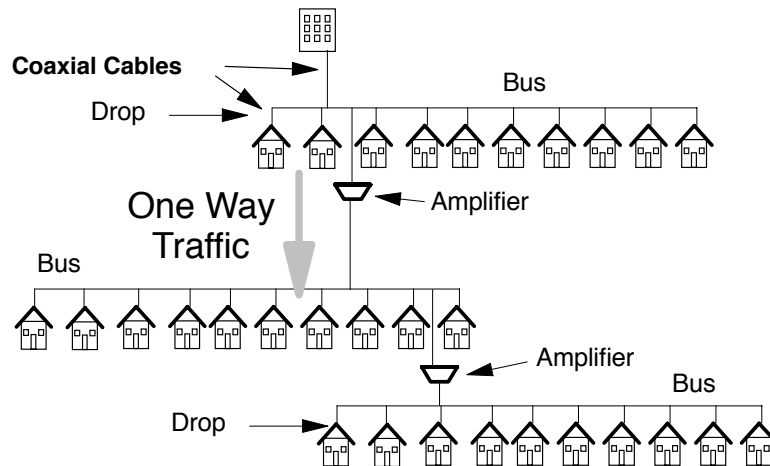 Coaxial Cables
Bus
Drop
Amplifier
One Way
Traffic
Bus
Amplifier
Bus
Drop